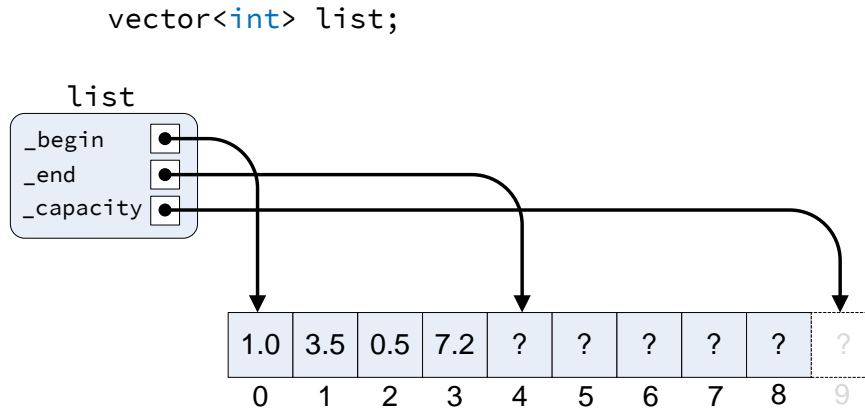 vector<int> list;
list
_begin
_end
_capacity
1.0 3.5 0.5 7.2 ? ? ? ? ? ?
0 1 2 3 4 5 6 7 8 9